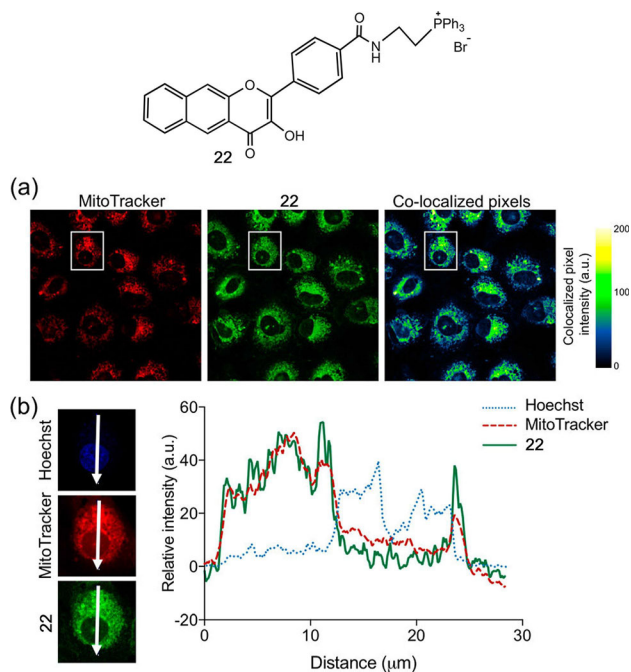 O
N
H
PPh3
+
Br-
O
OH
O
22
(a)
MitoTracker
22
Co-localized pixels
200
100
0
Colocalized pixel
intensity (a.u.)
(b)
Hoechst
MitoTracker
22
Relative intensity (a.u.)
60
40
20
0
-20
0
10
20
30
Distance (μm)
Hoechst
MitoTracker
22